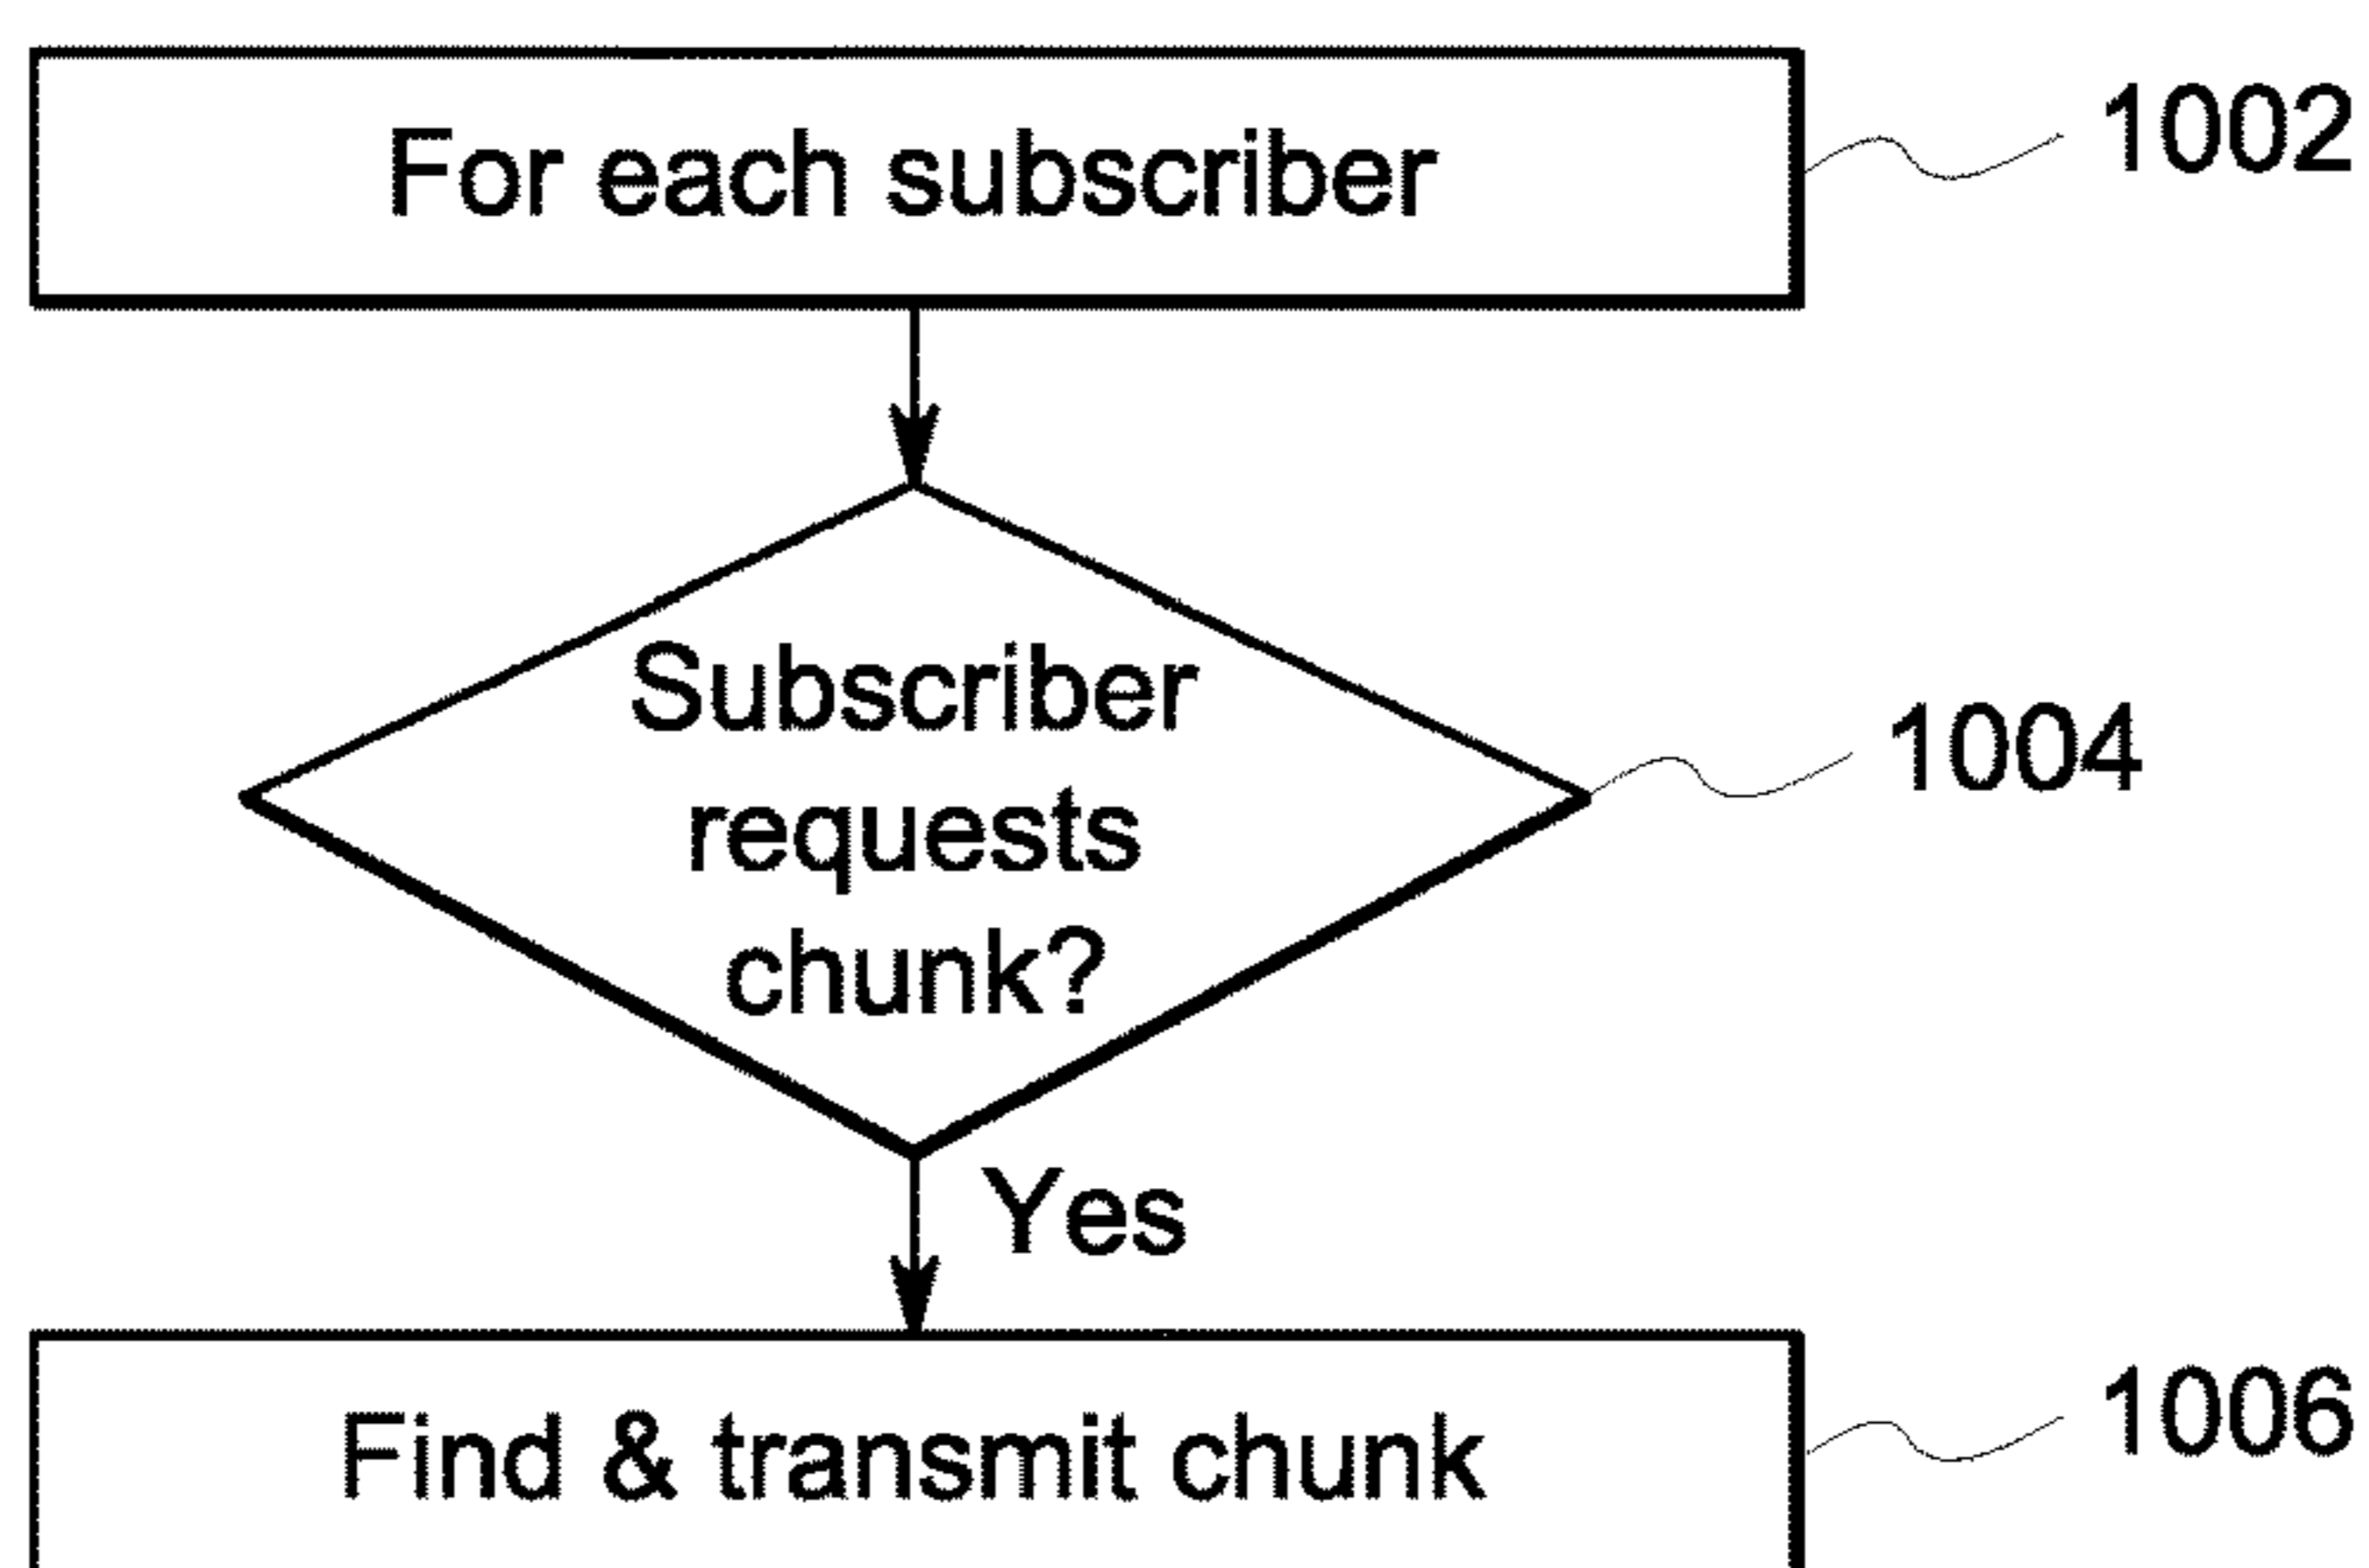 For each subscriber
1002
Subscriber
requests
chunk?
1004
Yes
Find & transmit chunk
1006